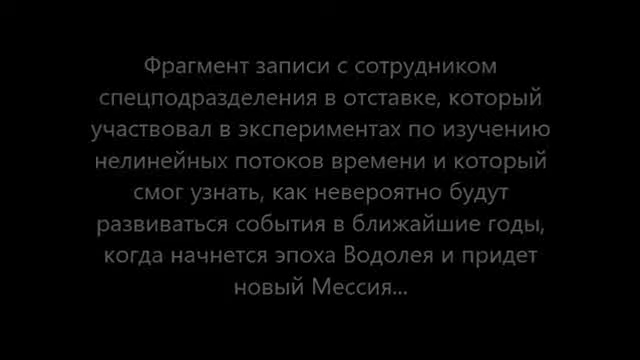 Фрагмент записи с сотрудником
спецподразделения в отставке, который
участвовал в экспериментах по изучению
нелинейных потоков времени и который
смог узнать, как невероятно будут
развиваться события в ближайшие годы,
когда начнется эпоха Водолея и придет
новый Мессия...